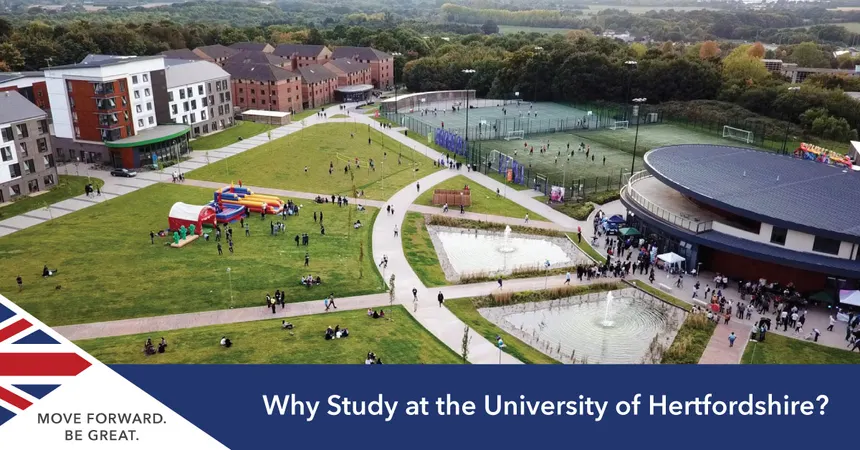 Why Study at the University of Hertfordshire?
MOVE FORWARD.
BE GREAT.